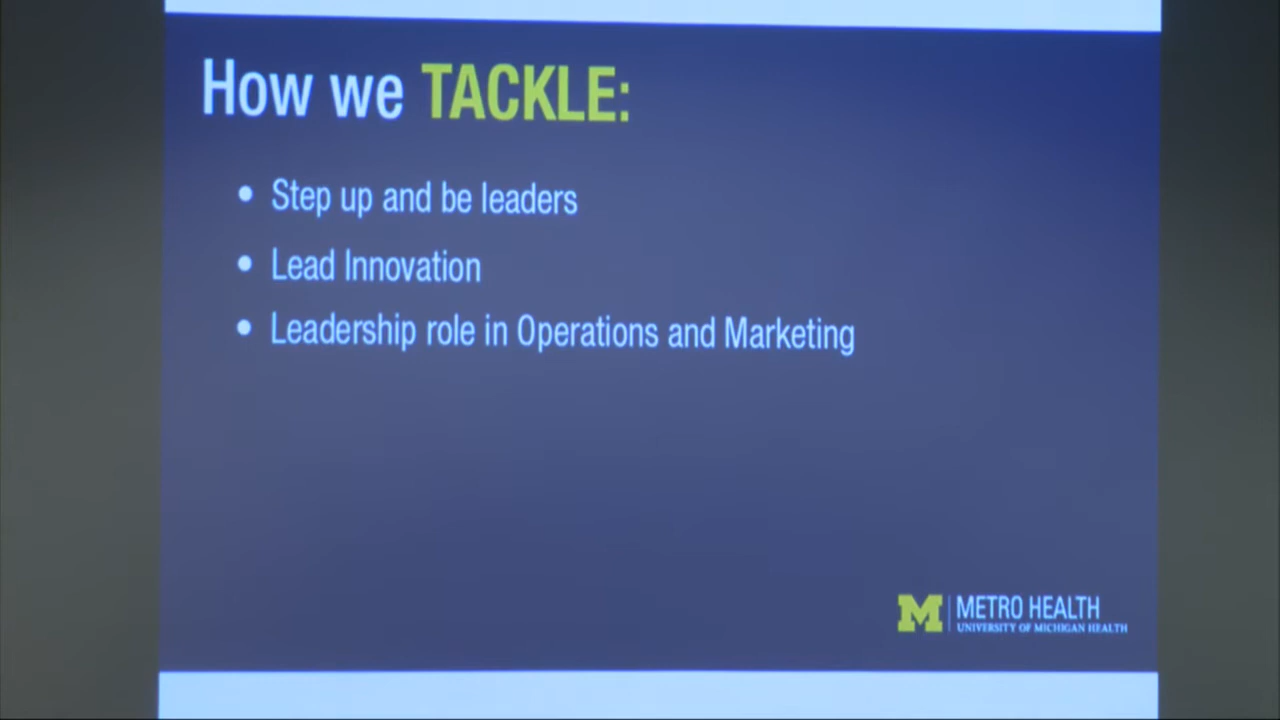 How we TACKLE:
• Step up and be leaders
• Lead Innovation
• Leadership role in Operations and Marketing
M METRO HEALTH
UNIVERSITY OF MICHIGAN HEALTH